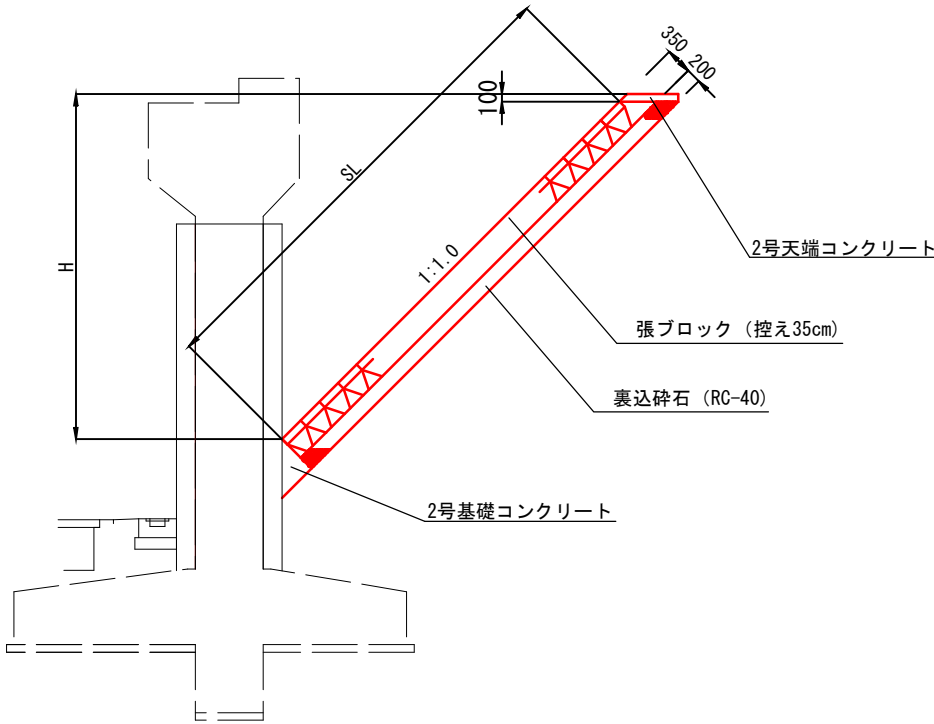 350
200
100
SL
H
1:1.0
2号天端コンクリート
張ブロック (控え35cm)
裏込砕石 (RC-40)
2号基礎コンクリート